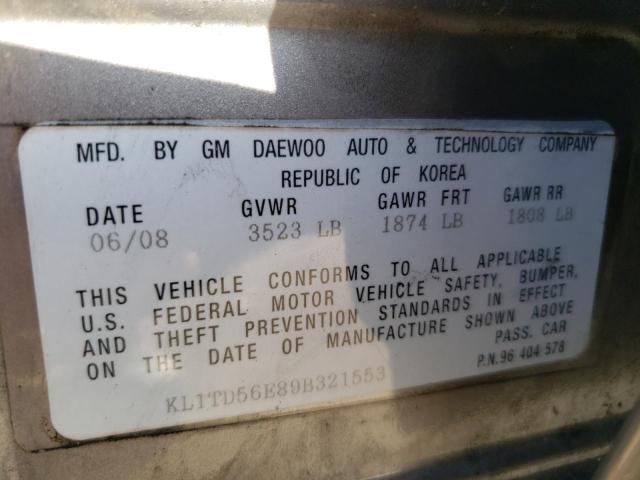 MFD. BY GM DAEWOO AUTO & TECHNOLOGY COMPANY
REPUBLIC OF KOREA
DATE GVWR GAWR FRT GAWR RR
06/08 3523 LB 1874 LB 1808 LB
THIS VEHICLE CONFORMS TO ALL APPLICABLE
U.S. FEDERAL MOTOR VEHICLE SAFETY, BUMPER,
AND THEFT PREVENTION STANDARDS IN EFFECT
ON THE DATE OF MANUFACTURE SHOWN ABOVE
PASS. CAR
KL1TD56E89B321553 P.N.96 404 578